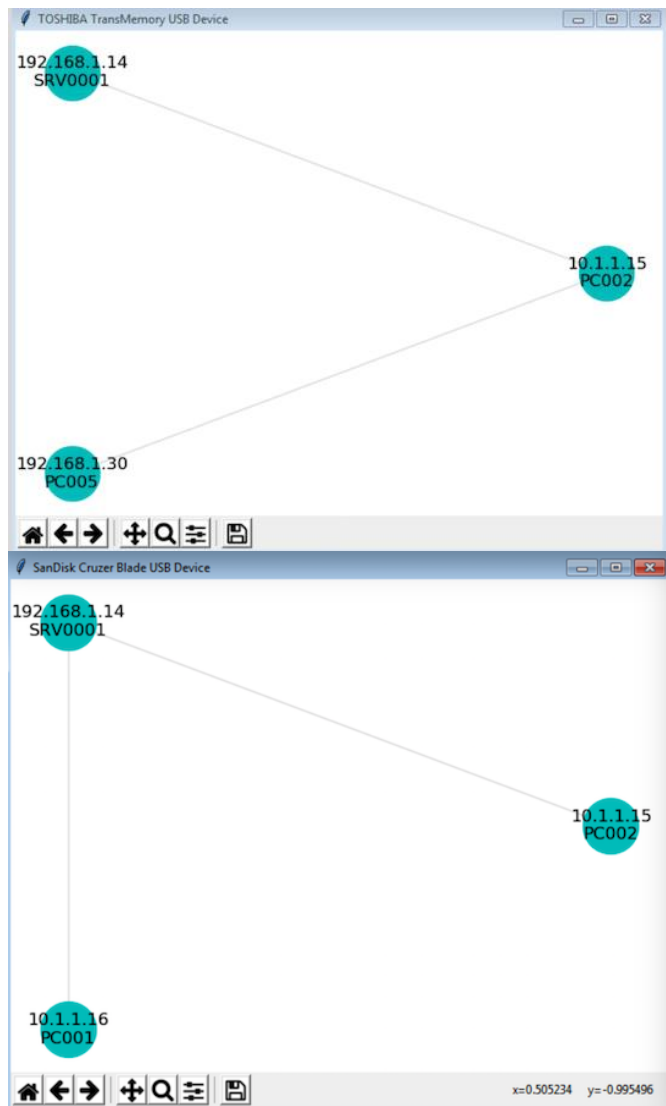 TOSHIBA TransMemory USB Device
192.168.1.14
SRV0001
10.1.1.15
PC002
192.168.1.30
PC005
SanDisk Cruzer Blade USB Device
192.168.1.14
SRV0001
10.1.1.15
PC002
10.1.1.16
PC001
x=0.505234 y=-0.995496